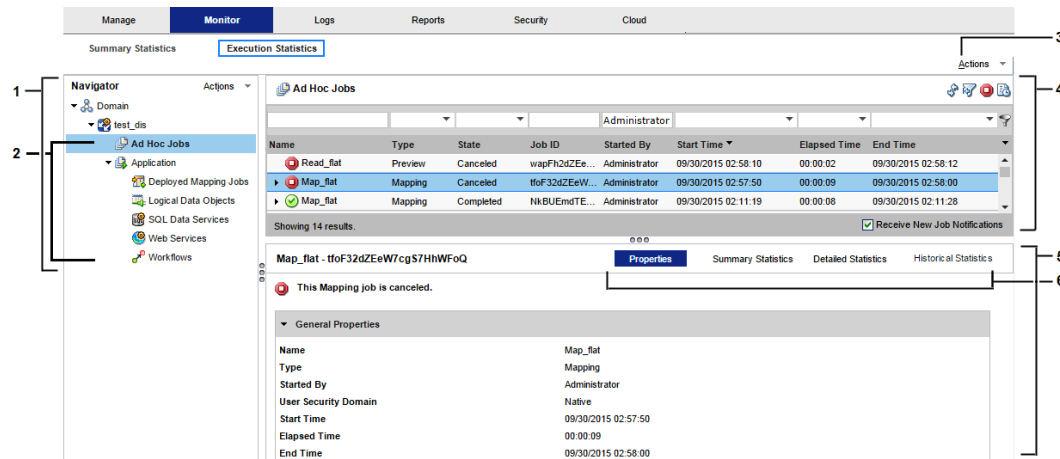 Manage Monitor Logs Reports Security Cloud
Summary Statistics Execution Statistics
3
Actions
1
Navigator Actions
Domain
test_dis
2
Ad Hoc Jobs
Application
Deployed Mapping Jobs
Logical Data Objects
SQL Data Services
Web Services
Workflows
Ad Hoc Jobs
4
Administrator
Name Type State Job ID Started By Start Time Elapsed Time End Time
Read_flat Preview Canceled wapFh2dZEe... Administrator 09/30/2015 02:58:10 00:00:02 09/30/2015 02:58:12
Map_flat Mapping Canceled tfoF32dZEeW... Administrator 09/30/2015 02:57:50 00:00:09 09/30/2015 02:58:00
Map_flat Mapping Completed NkBUEmdTE... Administrator 09/30/2015 02:11:19 00:00:08 09/30/2015 02:11:28
Showing 14 results. Receive New Job Notifications
Map_flat - tfoF32dZEeW7cgS7HhWFoQ Properties Summary Statistics Detailed Statistics Historical Statistics
5
6
This Mapping job is canceled.
General Properties
Name Map_flat
Type Mapping
Started By Administrator
User Security Domain Native
Start Time 09/30/2015 02:57:50
Elapsed Time 00:00:09
End Time 09/30/2015 02:58:00